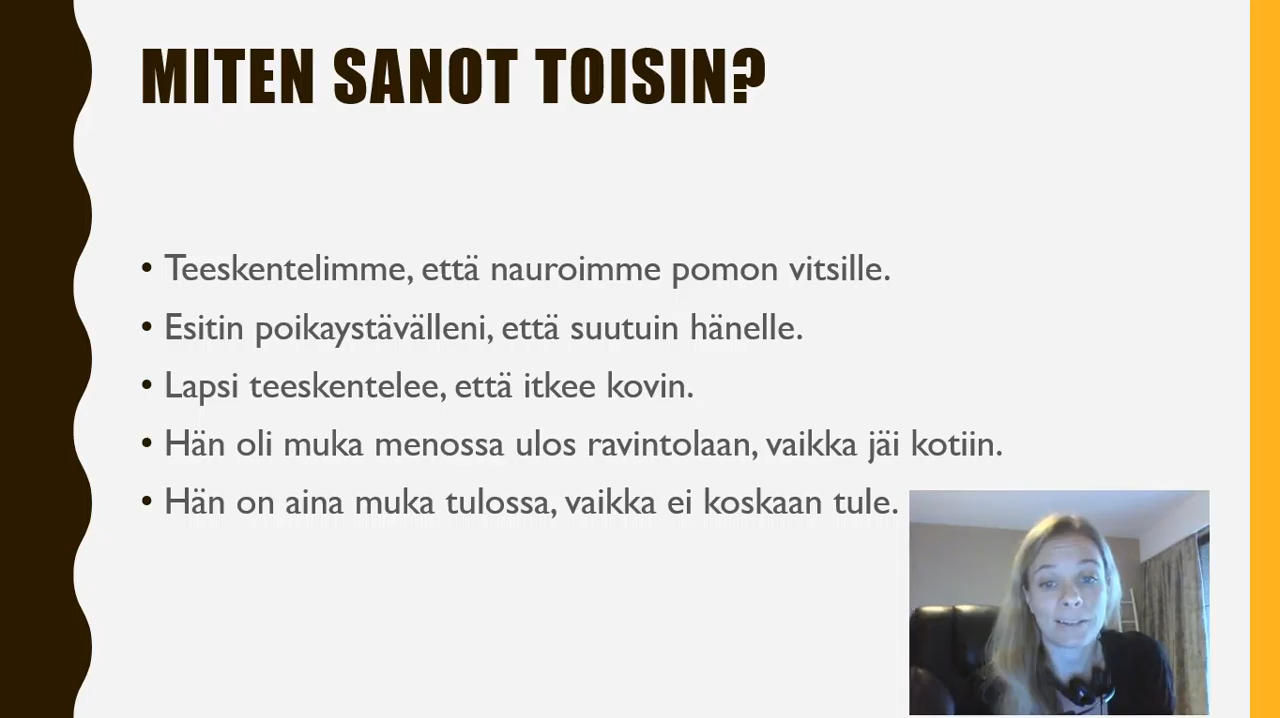 MITEN SANOT TOISIN?
• Teeskentelimme, että nauroimme pomon vitsille.
• Esitin poikaystävälleni, että suutuin hänelle.
• Lapsi teeskentelee, että itkee kovin.
• Hän oli muka menossa ulos ravintolaan, vaikka jäi kotiin.
• Hän on aina muka tulossa, vaikka ei koskaan tule.